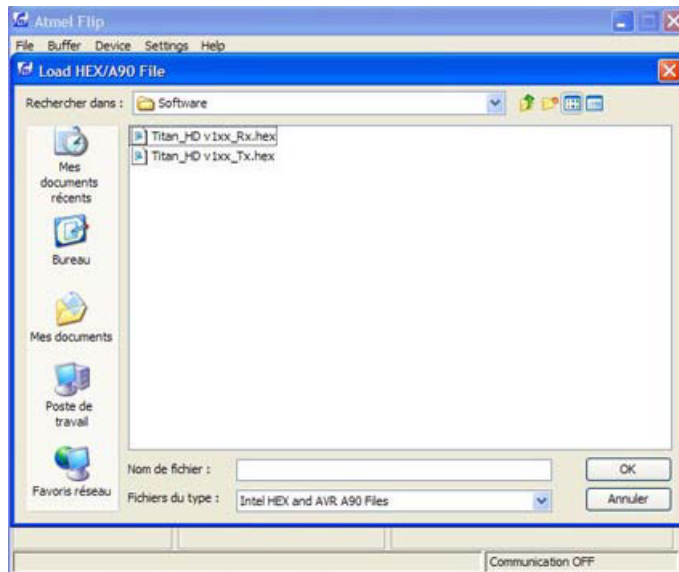 Atmel Flip
File Buffer Device Settings Help
Load HEX/A90 File
Rechercher dans : Software
Titan_HD v1xx_Rx.hex
Titan_HD v1xx_Tx.hex
Mes
documents
récents
Bureau
Mes documents
Poste de
travail
Favoris réseau
Nom de fichier :
OK
Fichiers du type : Intel HEX and AVR A90 Files
Annuler
Communication OFF